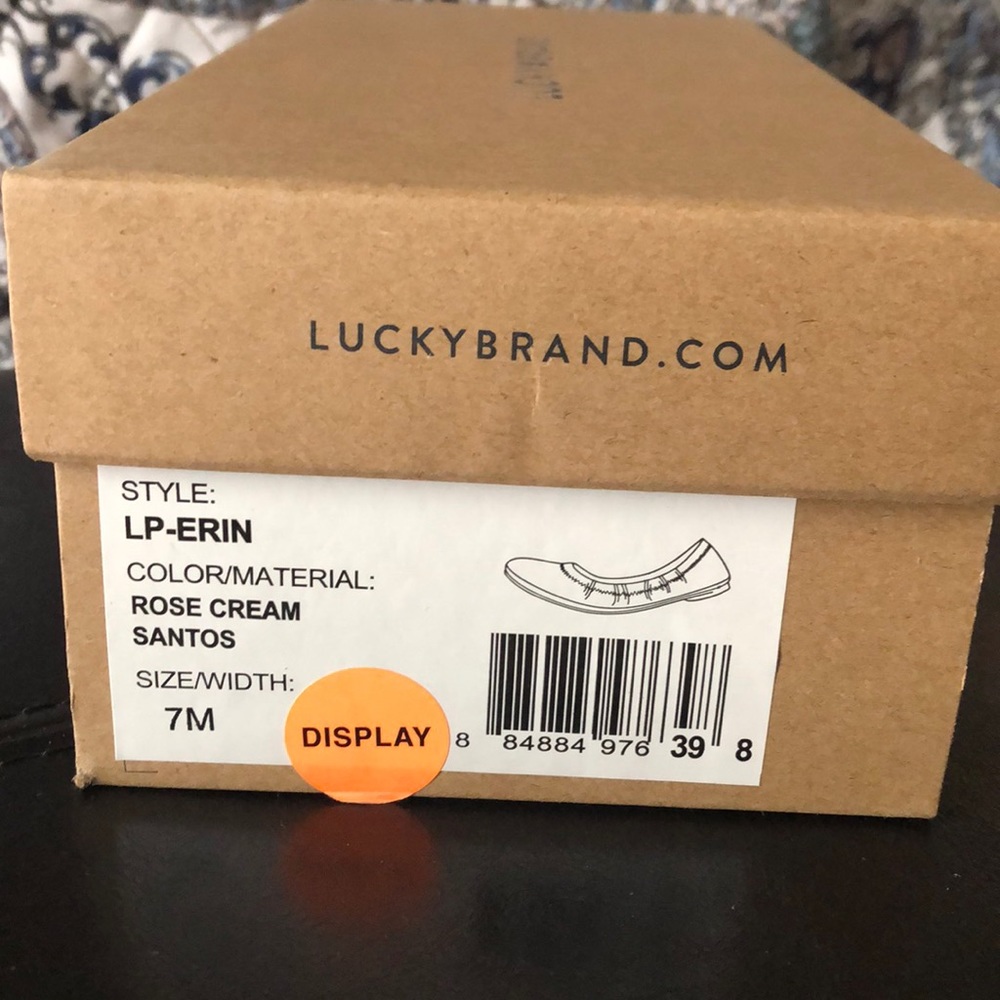 LUCKYBRAND.COM
STYLE:
LP-ERIN
COLOR/MATERIAL:
ROSE CREAM
SANTOS
SIZE/WIDTH:
7M
DISPLAY
8 84884 976 39 8